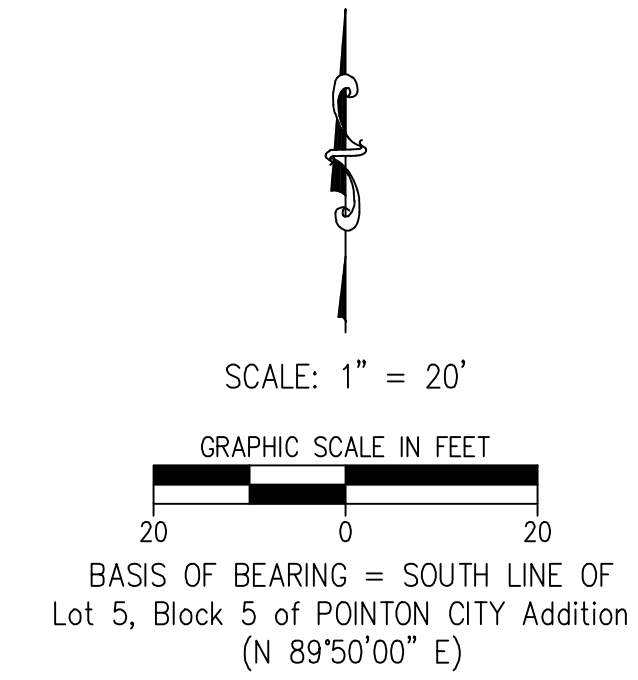 SCALE: 1" = 20'
GRAPHIC SCALE IN FEET
20 0 20
BASIS OF BEARING = SOUTH LINE OF
Lot 5, Block 5 of POINTON CITY Addition
(N 89°50'00" E)